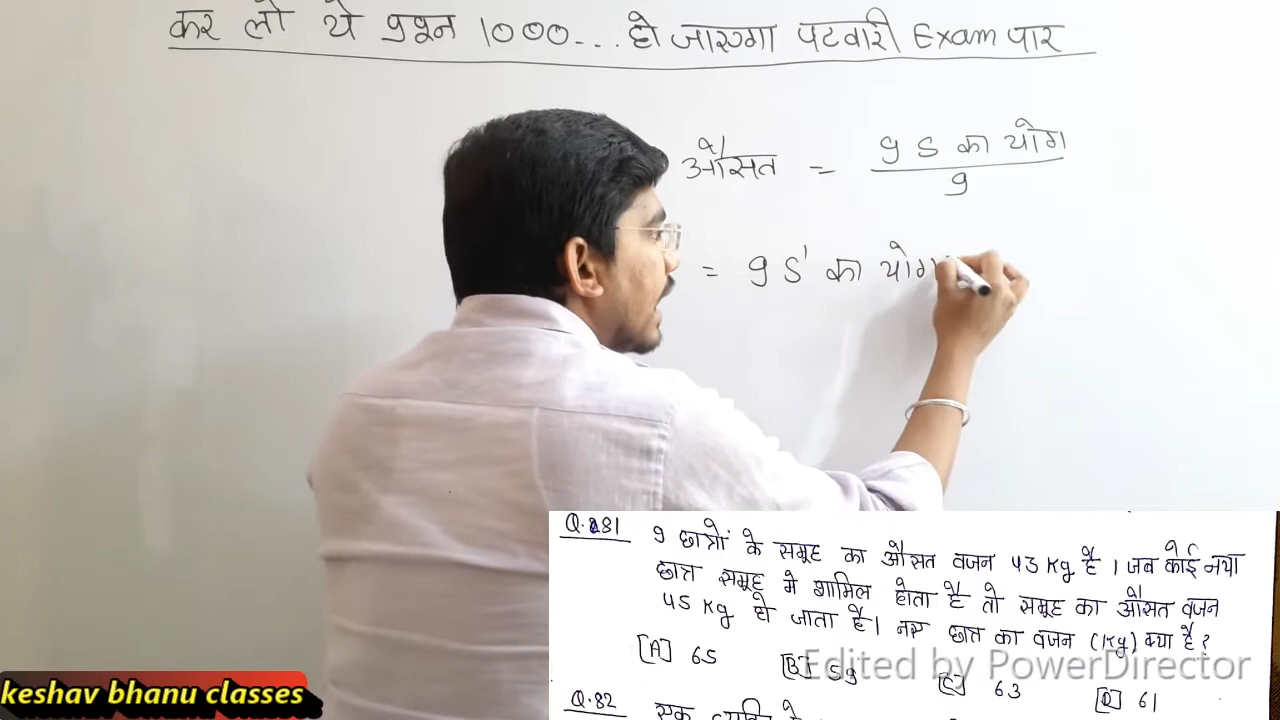 कर लो ये प्रश्न 1000... हो जाएगा पटवारी Exam पार
औसत = 9 S का योग
9
= 9 S' का योग
Q.281 9 छात्रों के समूह का औसत वजन 43 Kg है। जब कोई नया
छात्र समूह मे शामिल होता है तो समूह का औसत वजन
45 Kg हो जाता है। नए छात्र का वजन (Kg) क्या है?
[A] 65 [B] 59 [C] 63 [D] 61
Edited by PowerDirector
keshav bhanu classes
Q.82 एक